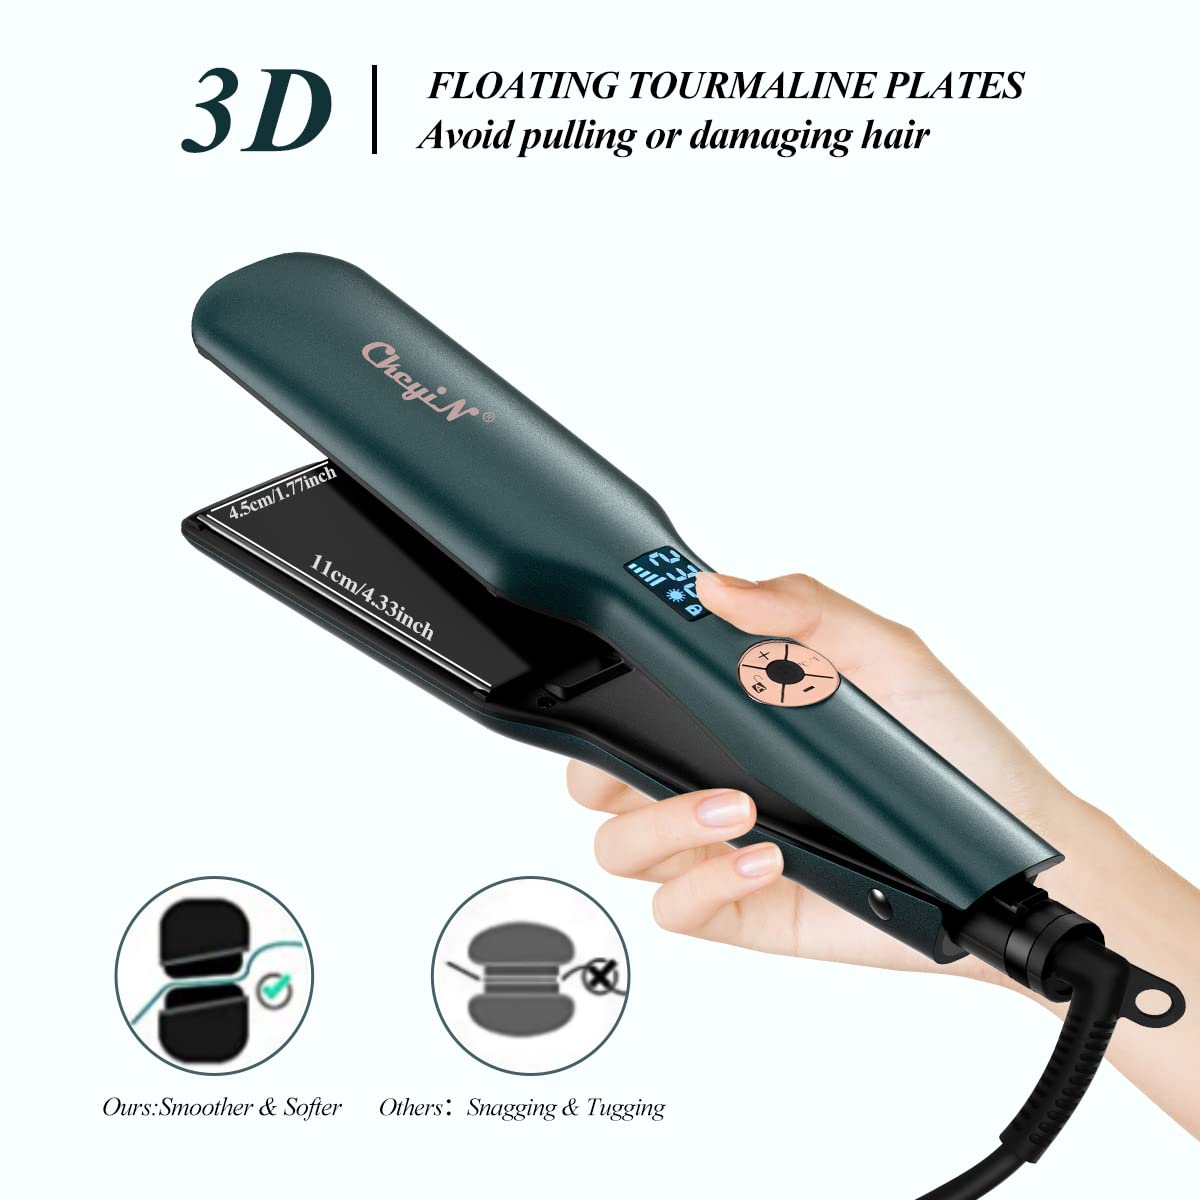 3D
FLOATING TOURMALINE PLATES
Avoid pulling or damaging hair
CkeyiN®
4.5cm/1.77inch
11cm/4.33inch
Ours:Smoother & Softer
Others： Snagging & Tugging